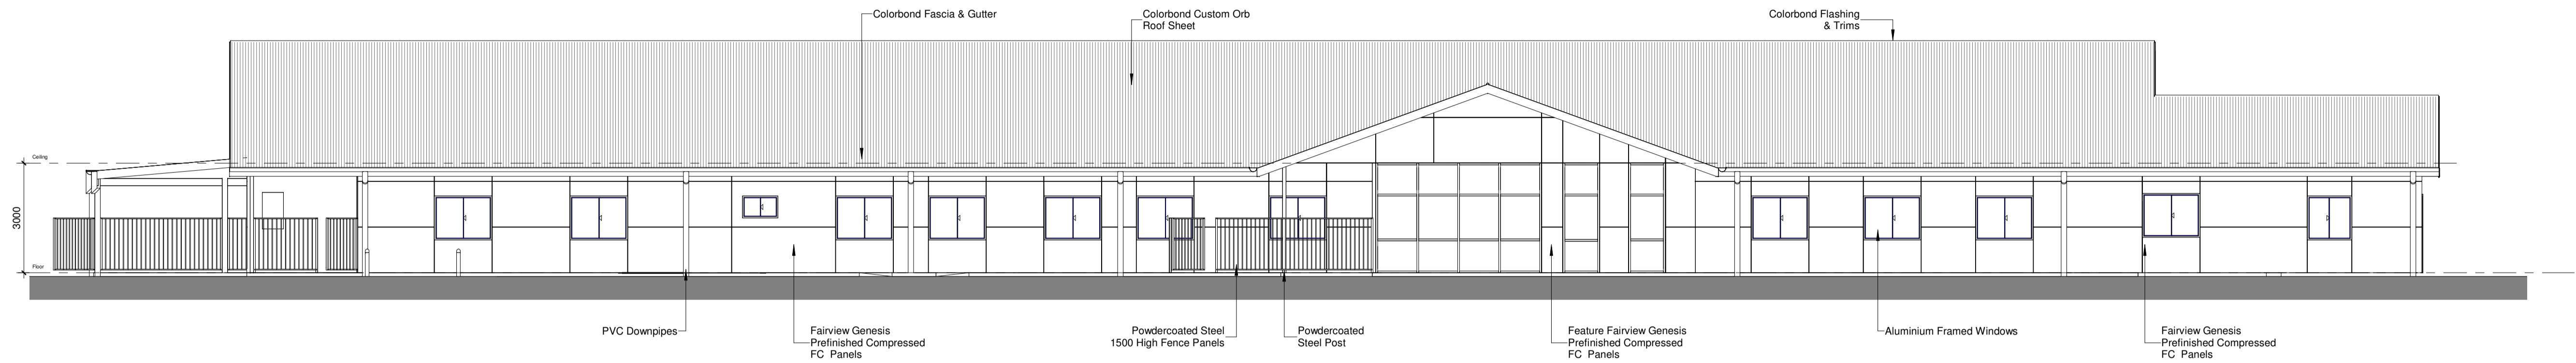 Colorbond Fascia & Gutter
Colorbond Custom Orb
Roof Sheet
Colorbond Flashing
& Trims
Ceiling
3000
Floor
PVC Downpipes
Fairview Genesis
Prefinished Compressed
FC Panels
Powdercoated Steel
1500 High Fence Panels
Powdercoated
Steel Post
Feature Fairview Genesis
Prefinished Compressed
FC Panels
Aluminium Framed Windows
Fairview Genesis
Prefinished Compressed
FC Panels